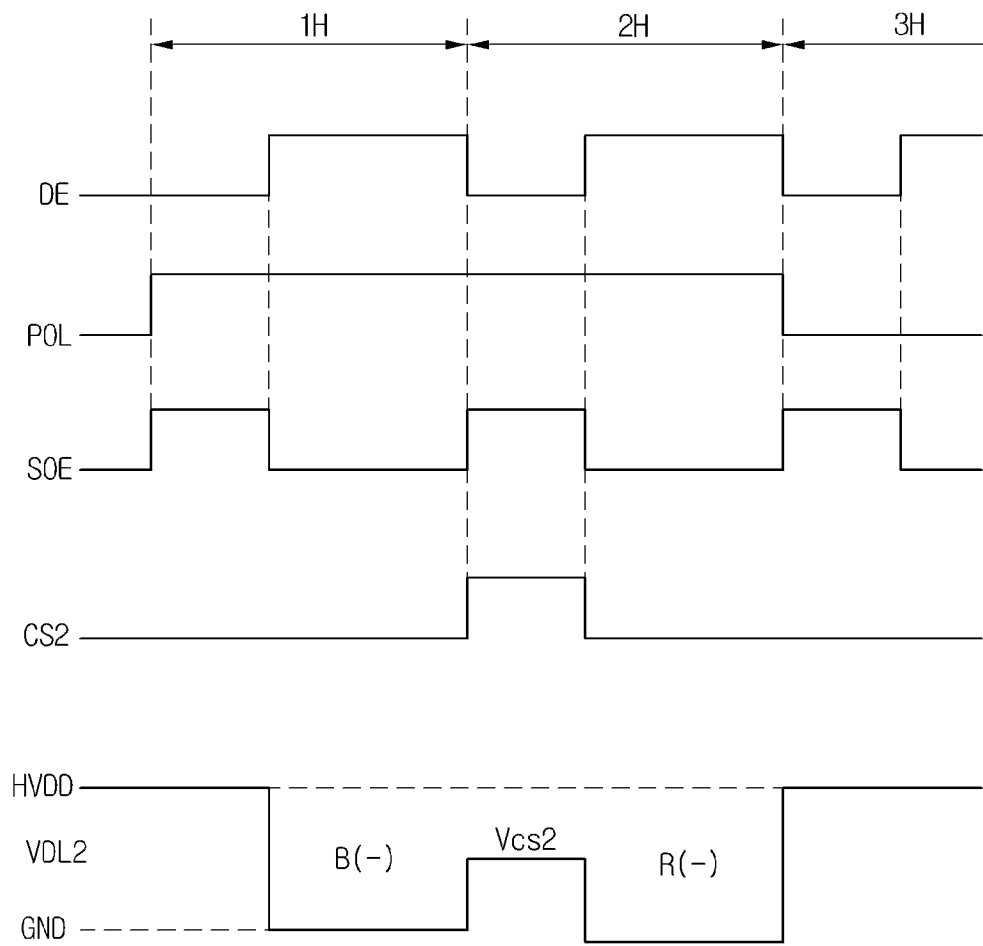 1H 2H 3H
DE
POL
SOE
CS2
HVDD
VDL2 B(-) Vcs2 R(-)
GND